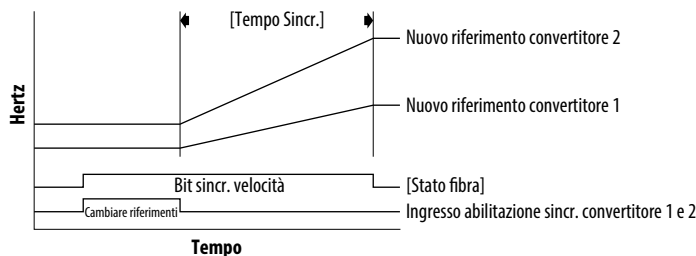 [Tempo Sincr.]
Nuovo riferimento convertitore 2
Hertz
Nuovo riferimento convertitore 1
Bit sincr. velocità
[Stato fibra]
Cambiare riferimenti
Ingresso abilitazione sincr. convertitore 1 e 2
Tempo